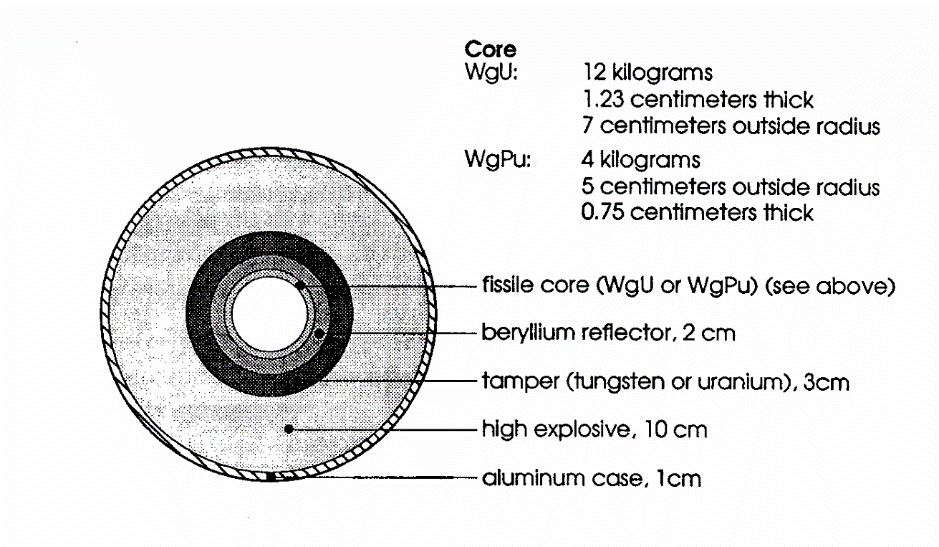 Core
WgU: 12 kilograms
1.23 centimeters thick
7 centimeters outside radius
WgPu: 4 kilograms
5 centimeters outside radius
0.75 centimeters thick
fissile core (WgU or WgPu) (see above)
beryllium reflector, 2 cm
tamper (tungsten or uranium), 3cm
high explosive, 10 cm
aluminum case, 1cm